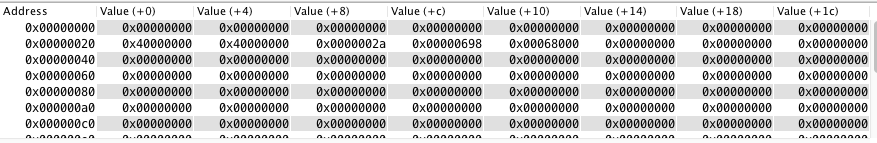 Address Value (+0) Value (+4) Value (+8) Value (+c) Value (+10) Value (+14) Value (+18) Value (+1c)
0x00000000 0x00000000 0x00000000 0x00000000 0x00000000 0x00000000 0x00000000 0x00000000 0x00000000
0x00000020 0x40000000 0x40000000 0x0000002a 0x00000698 0x00068000 0x00000000 0x00000000 0x00000000
0x00000040 0x00000000 0x00000000 0x00000000 0x00000000 0x00000000 0x00000000 0x00000000 0x00000000
0x00000060 0x00000000 0x00000000 0x00000000 0x00000000 0x00000000 0x00000000 0x00000000 0x00000000
0x00000080 0x00000000 0x00000000 0x00000000 0x00000000 0x00000000 0x00000000 0x00000000 0x00000000
0x000000a0 0x00000000 0x00000000 0x00000000 0x00000000 0x00000000 0x00000000 0x00000000 0x00000000
0x000000c0 0x00000000 0x00000000 0x00000000 0x00000000 0x00000000 0x00000000 0x00000000 0x00000000